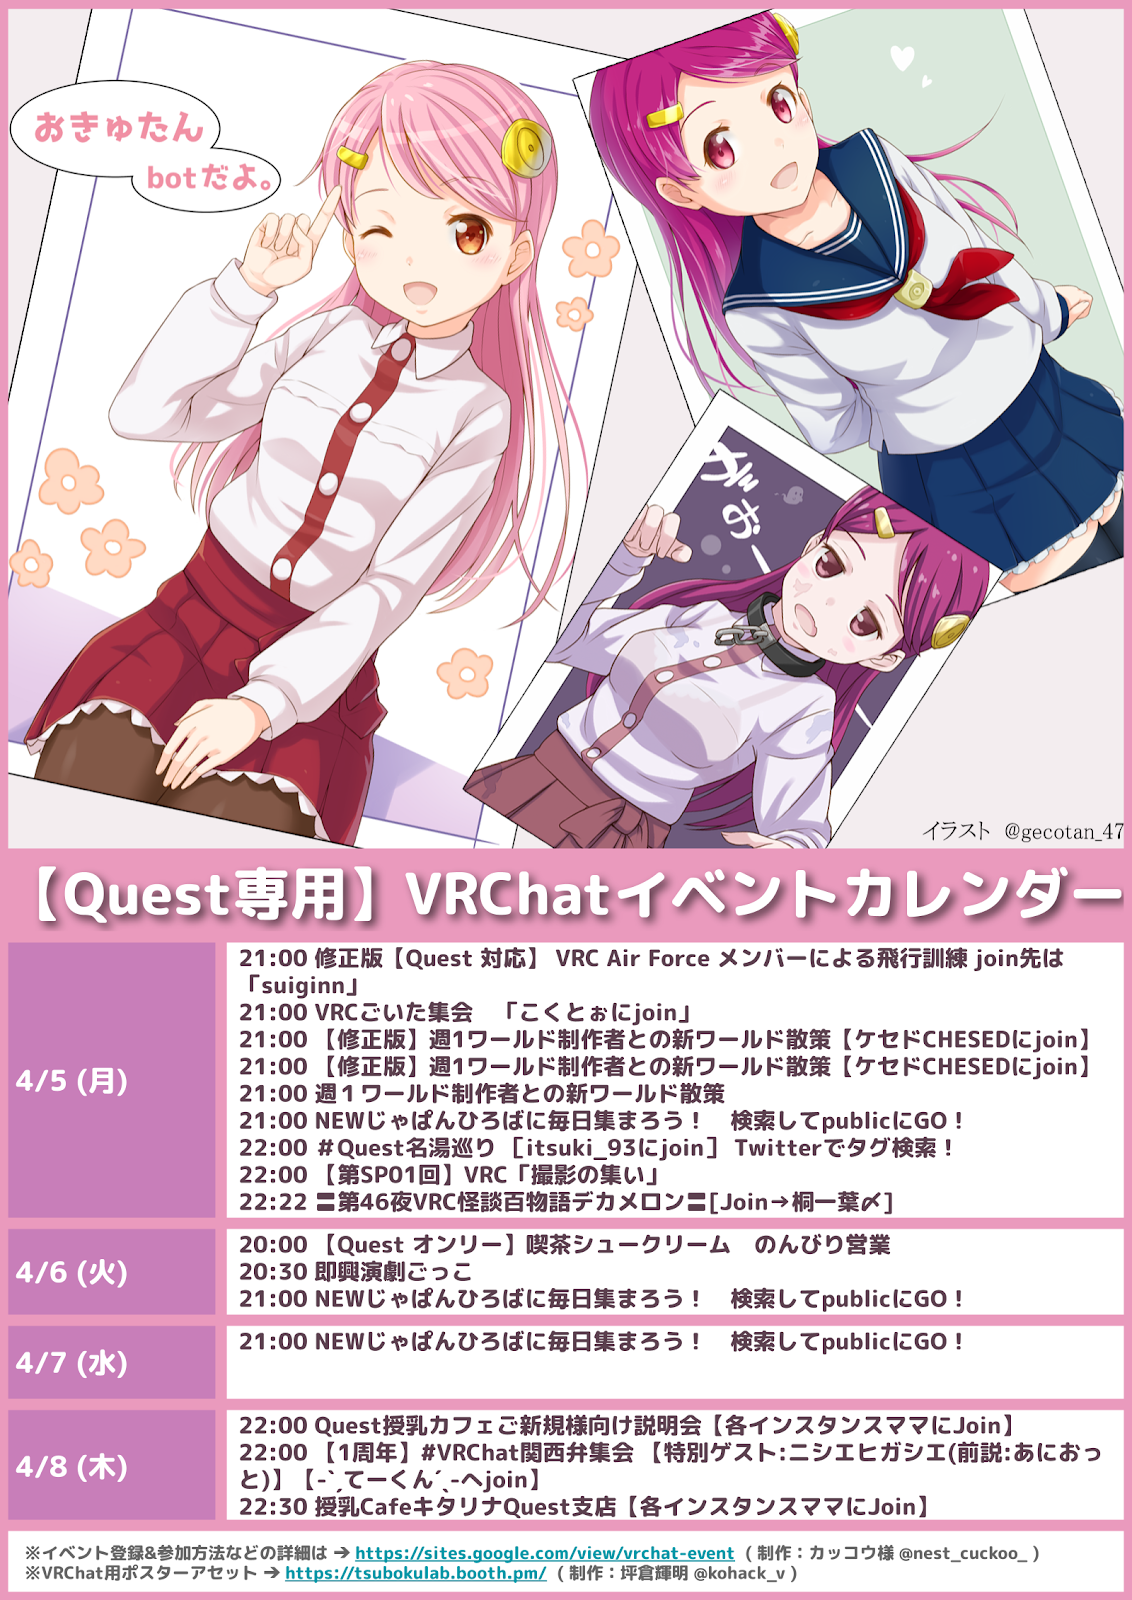 おきゅたん
botだよ。
がおー
イラスト @gecotan_47
【Quest専用】VRChatイベントカレンダー
4/5 (月)
21:00 修正版【Quest 対応】 VRC Air Force メンバーによる飛行訓練 join先は
「suiginn」
21:00 VRCごいた集会　「こくとぉにjoin」
21:00 【修正版】週1ワールド制作者との新ワールド散策【ケセドCHESEDにjoin】
21:00 【修正版】週1ワールド制作者との新ワールド散策【ケセドCHESEDにjoin】
21:00 週１ワールド制作者との新ワールド散策
21:00 NEWじゃぱんひろばに毎日集まろう！　検索してpublicにGO！
22:00 ＃Quest名湯巡り ［itsuki_93にjoin］ Twitterでタグ検索！
22:00 【第SP01回】VRC「撮影の集い」
22:22 〓第46夜VRC怪談百物語デカメロン〓[Join→桐一葉〆]
4/6 (火)
20:00 【Quest オンリー】喫茶シュークリーム　のんびり営業
20:30 即興演劇ごっこ
21:00 NEWじゃぱんひろばに毎日集まろう！　検索してpublicにGO！
4/7 (水)
21:00 NEWじゃぱんひろばに毎日集まろう！　検索してpublicにGO！
4/8 (木)
22:00 Quest授乳カフェご新規様向け説明会【各インスタンスママにJoin】
22:00 【1周年】#VRChat関西弁集会 【特別ゲスト:ニシエヒガシエ(前説:あにおっ
と)】【-`ˏてーくん´ˎ-へjoin】
22:30 授乳CafeキタリナQuest支店【各インスタンスママにJoin】
※イベント登録&参加方法などの詳細は → https://sites.google.com/view/vrchat-event ( 制作：カッコウ様 @nest_cuckoo_ )
※VRChat用ポスターアセット → https://tsubokulab.booth.pm/ ( 制作：坪倉輝明 @kohack_v )